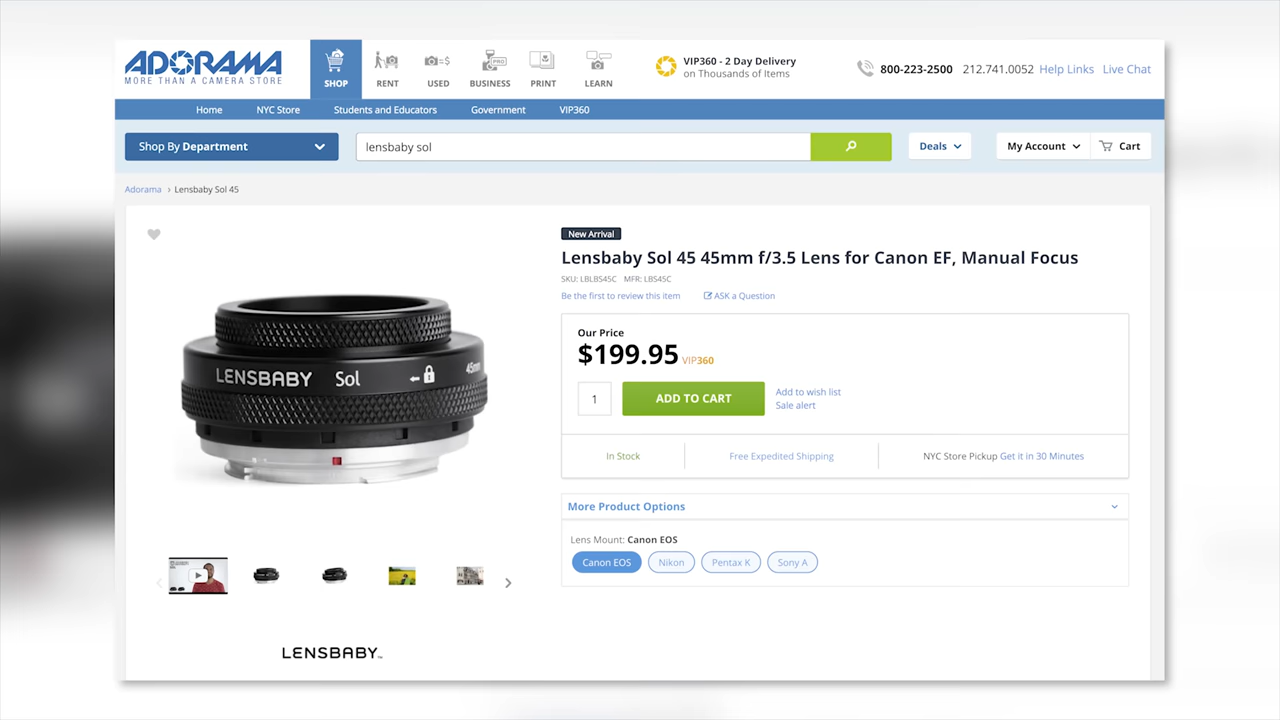 ADORAMA
MORE THAN A CAMERA STORE
SHOP
RENT
USED
PRO
BUSINESS
PRINT
LEARN
VIP360 - 2 Day Delivery
on Thousands of Items
800-223-2500 212.741.0052 Help Links Live Chat
Home NYC Store Students and Educators Government VIP360
Shop By Department
lensbaby sol
Deals
My Account
Cart
Adorama › Lensbaby Sol 45
New Arrival
Lensbaby Sol 45 45mm f/3.5 Lens for Canon EF, Manual Focus
SKU: LBLBS45C MFR: LBS45C
Be the first to review this item ASK a Question
Our Price
$199.95 VIP360
1
ADD TO CART
Add to wish list
Sale alert
In Stock
Free Expedited Shipping
NYC Store Pickup Get it in 30 Minutes
More Product Options
Lens Mount: Canon EOS
Canon EOS Nikon Pentax K Sony A
LENSBABY Sol 45mm
LENSBABY™